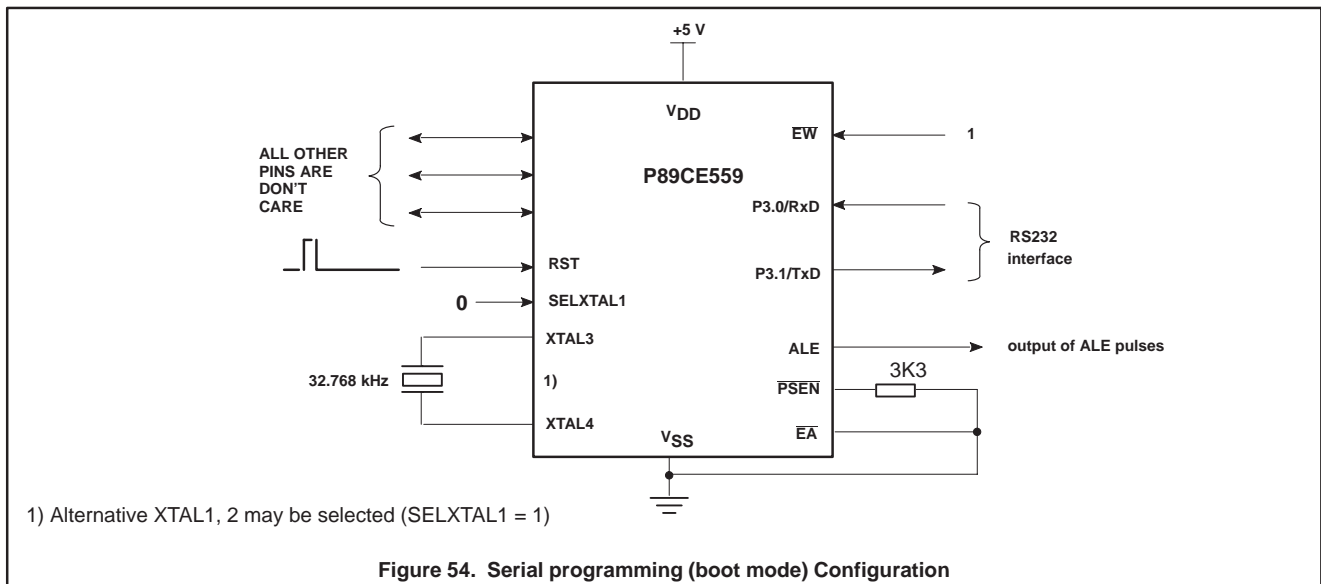 +5 V
VDD
EW
1
ALL OTHER
PINS ARE
DON'T
CARE
P89CE559
P3.0/RxD
RS232
interface
RST
P3.1/TxD
0
SELXTAL1
XTAL3
ALE
output of ALE pulses
32.768 kHz
1)
3K3
PSEN
XTAL4
VSS
EA
1) Alternative XTAL1, 2 may be selected (SELXTAL1 = 1)
Figure 54. Serial programming (boot mode) Configuration